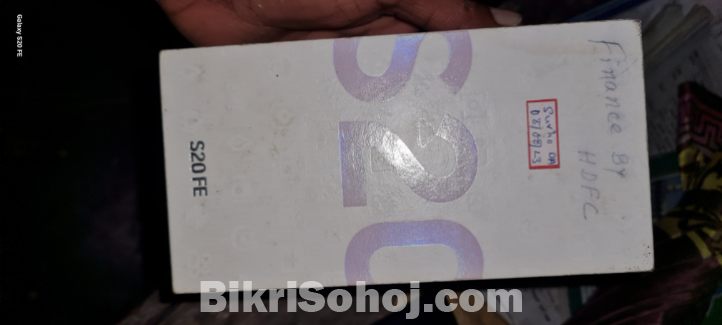 Galaxy S20 FE
S20
S20 FE
Finance BY
HDFC
BikriSohoj.com